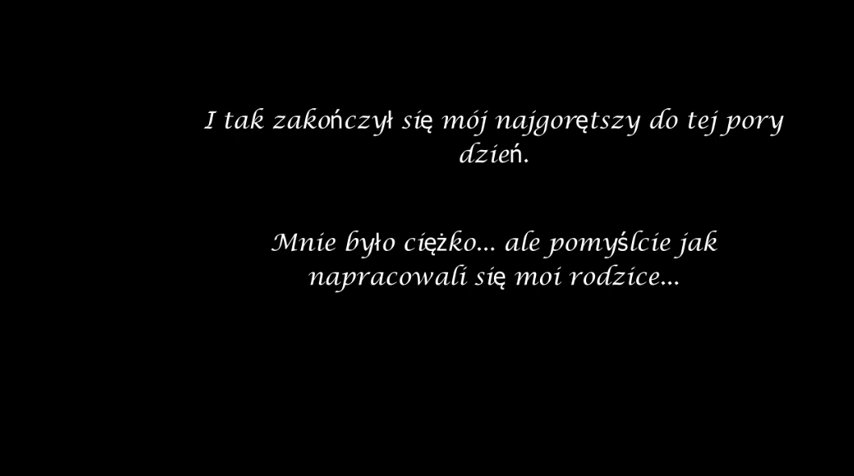 I tak zakończył się mój najgorętszy do tej pory
dzień.
Mnie było ciężko... ale pomyślcie jak
napracowali się moi rodzice...